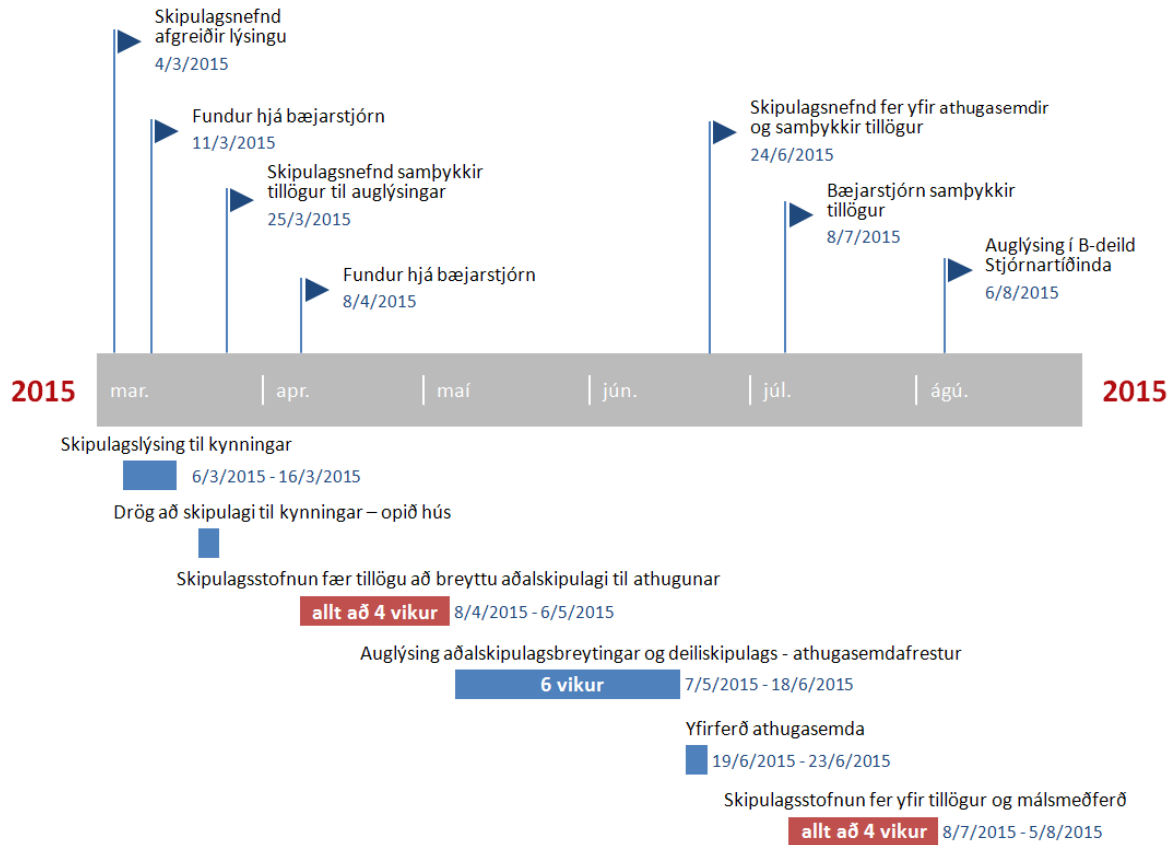 Skipulagsnefnd
afgreiðir lýsingu
4/3/2015
Fundur hjá bæjarstjórn
11/3/2015
Skipulagsnefnd samþykkir
tillögur til auglýsingar
25/3/2015
Fundur hjá bæjarstjórn
8/4/2015
Skipulagsnefnd fer yfir athugasemdir
og samþykkir tillögur
24/6/2015
Bæjarstjórn samþykkir
tillögur
8/7/2015
Auglýsing í B-deild
Stjórnartíðinda
6/8/2015
2015 mar. apr. maí jún. júl. ágú. 2015
Skipulagslýsing til kynningar
6/3/2015 - 16/3/2015
Drög að skipulagi til kynningar – opið hús
Skipulagsstofnun fær tillögu að breyttu aðalskipulagi til athugunar
allt að 4 vikur 8/4/2015 - 6/5/2015
Auglýsing aðalskipulagsbreytingar og deiliskipulags - athugasemdafrestur
6 vikur 7/5/2015 - 18/6/2015
Yfirferð athugasemda
19/6/2015 - 23/6/2015
Skipulagsstofnun fer yfir tillögur og málsmeðferð
allt að 4 vikur 8/7/2015 - 5/8/2015